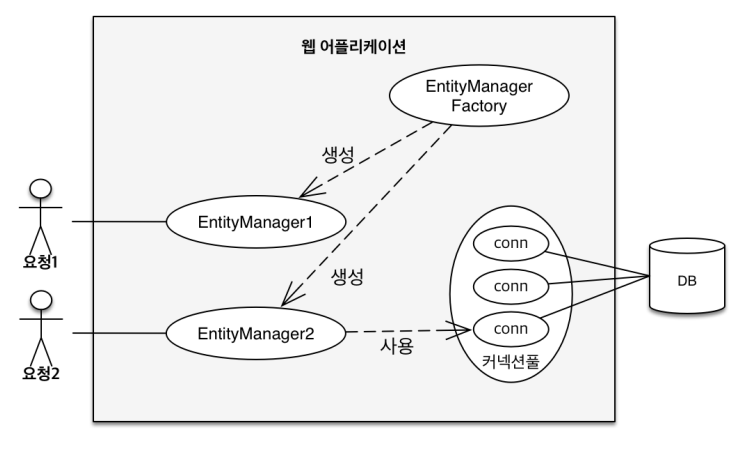 웹 어플리케이션
EntityManager
Factory
생성
EntityManager1
요청1
생성
EntityManager2
요청2
사용
conn
conn
conn
커넥션풀
DB